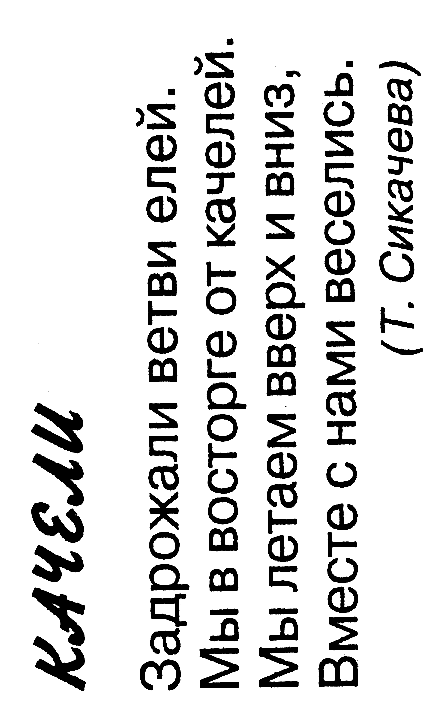 КАЧЕЛИ
Задрожали ветви елей.
Мы в восторге от качелей.
Мы летаем вверх и вниз,
Вместе с нами веселись.
(Т. Сикачева)